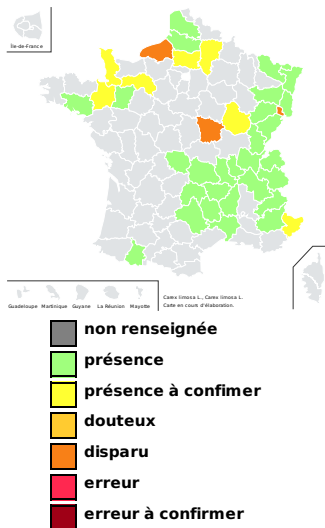 Île-de-France
Guadeloupe Martinique Guyane La Réunion Mayotte
Carex limosa L., Carex limosa L.
Carte en cours d'élaboration.
non renseignée
présence
présence à confimer
douteux
disparu
erreur
erreur à confirmer